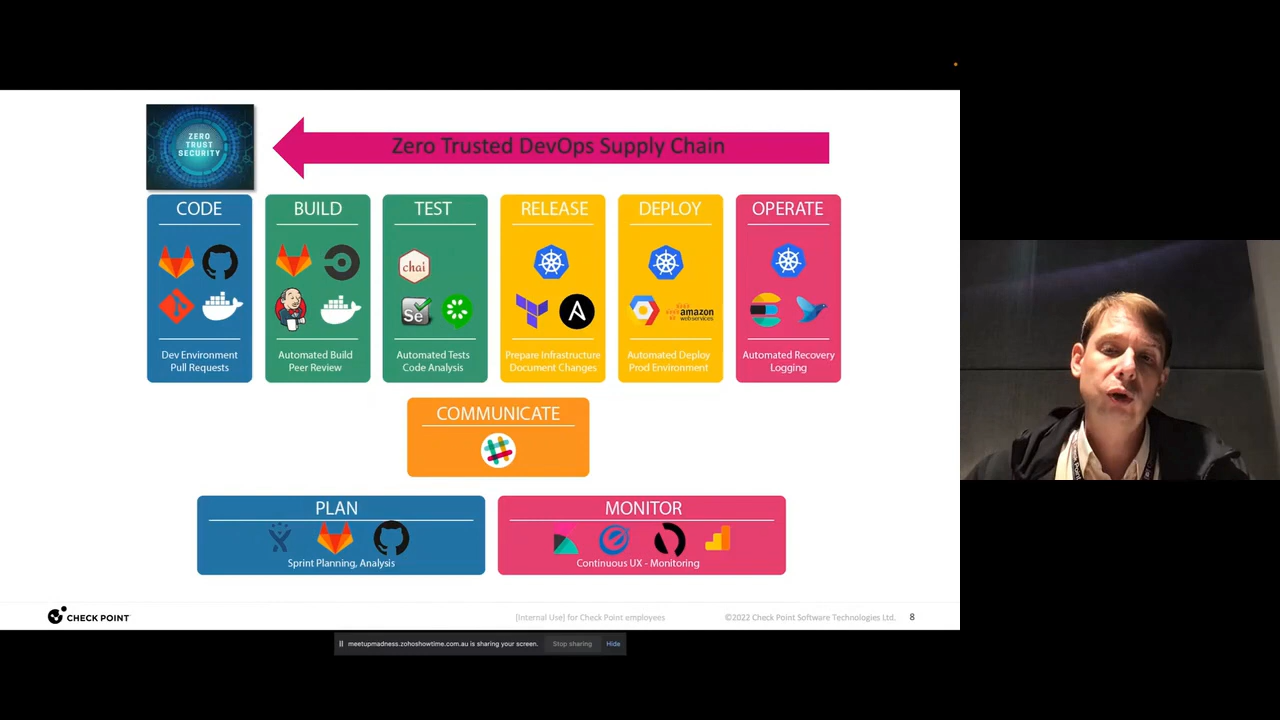 ZERO
TRUST
SECURITY
Zero Trusted DevOps Supply Chain
CODE
Dev Environment
Pull Requests
BUILD
Automated Build
Peer Review
TEST
chai
Se
Automated Tests
Code Analysis
RELEASE
A
Prepare Infrastructure
Document Changes
DEPLOY
amazon
webservices
Automated Deploy
Prod Environment
OPERATE
Automated Recovery
Logging
COMMUNICATE
PLAN
Sprint Planning, Analysis
MONITOR
Continuous UX - Monitoring
CHECK POINT
[Internal Use] for Check Point employees
©2022 Check Point Software Technologies Ltd.
8
meetupmadness.zohoshowtime.com.au is sharing your screen.
Stop sharing
Hide